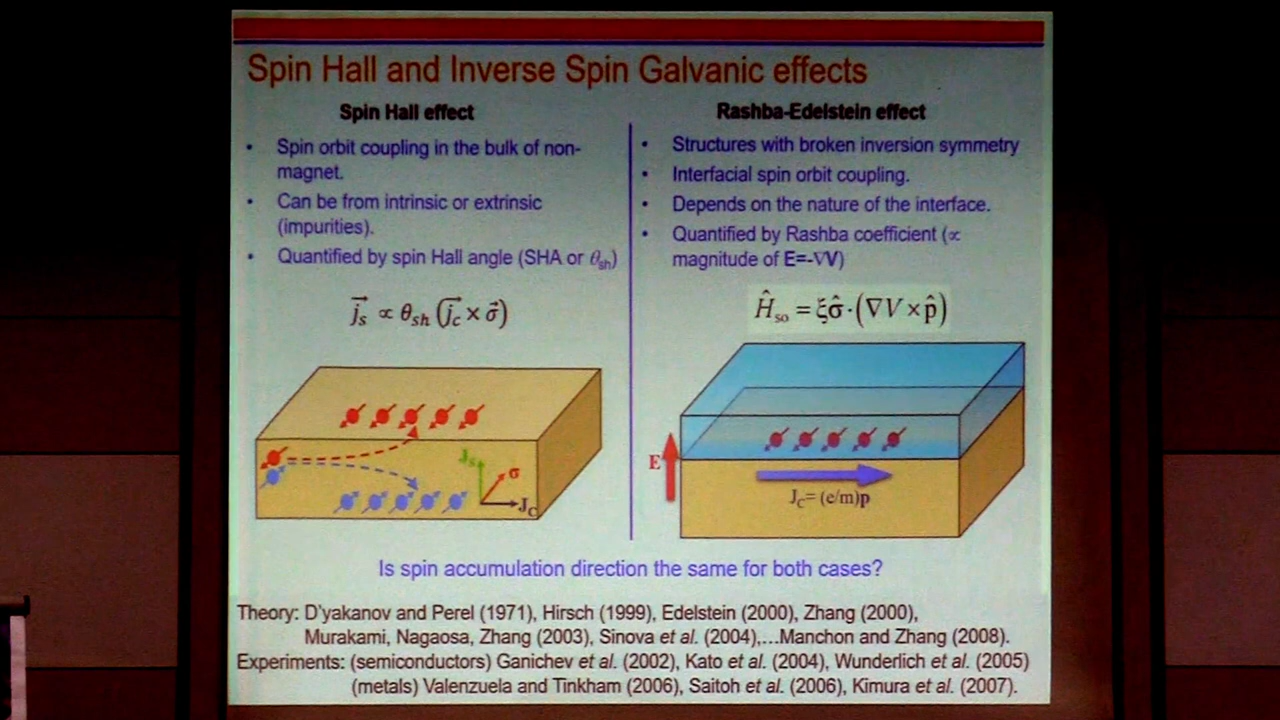 Spin Hall and Inverse Spin Galvanic effects
Spin Hall effect
• Spin orbit coupling in the bulk of non-
magnet.
• Can be from intrinsic or extrinsic
(impurities).
• Quantified by spin Hall angle (SHA or θsh)
j⃗s ∝ θsh (j⃗c × σ⃗)
Js
σ
JC
Rashba-Edelstein effect
• Structures with broken inversion symmetry
• Interfacial spin orbit coupling.
• Depends on the nature of the interface.
• Quantified by Rashba coefficient (∝
magnitude of E=-∇V)
Ĥso = ξσ̂·(∇V×p̂)
E
JC= (e/m)p
Is spin accumulation direction the same for both cases?
Theory: D'yakanov and Perel (1971), Hirsch (1999), Edelstein (2000), Zhang (2000),
Murakami, Nagaosa, Zhang (2003), Sinova et al. (2004),...Manchon and Zhang (2008).
Experiments: (semiconductors) Ganichev et al. (2002), Kato et al. (2004), Wunderlich et al. (2005)
(metals) Valenzuela and Tinkham (2006), Saitoh et al. (2006), Kimura et al. (2007).